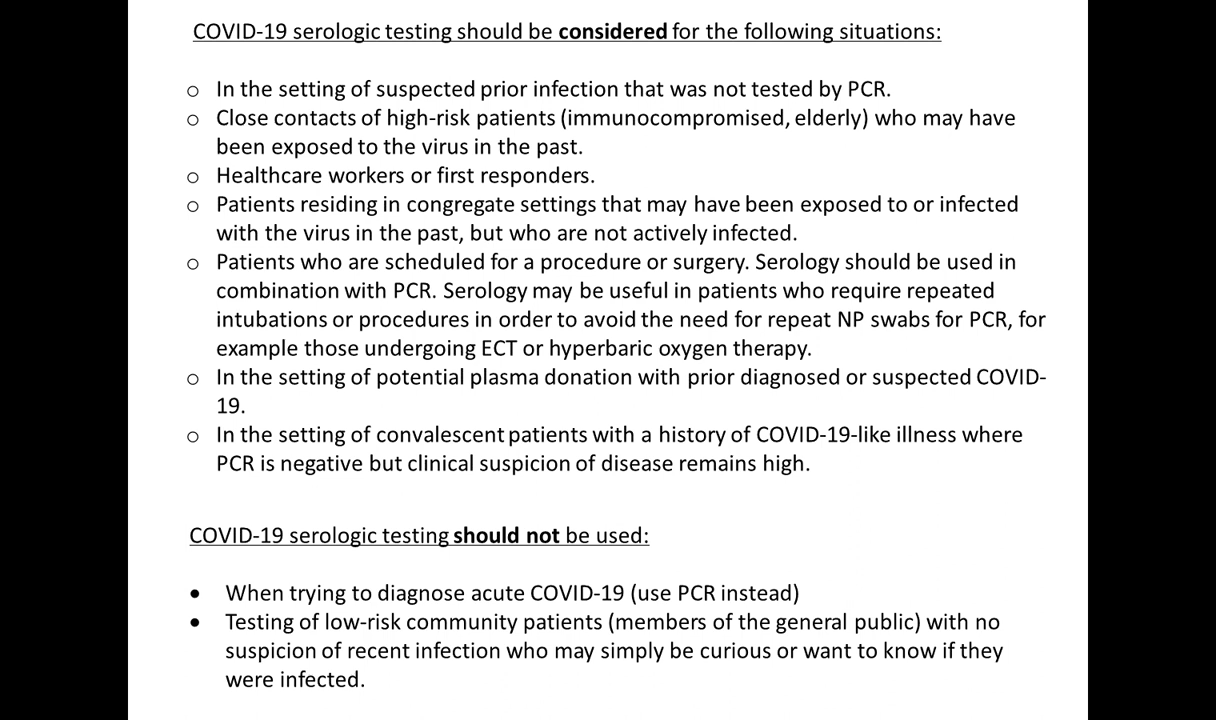 COVID-19 serologic testing should be considered for the following situations:
o In the setting of suspected prior infection that was not tested by PCR.
o Close contacts of high-risk patients (immunocompromised, elderly) who may have
been exposed to the virus in the past.
o Healthcare workers or first responders.
o Patients residing in congregate settings that may have been exposed to or infected
with the virus in the past, but who are not actively infected.
o Patients who are scheduled for a procedure or surgery. Serology should be used in
combination with PCR. Serology may be useful in patients who require repeated
intubations or procedures in order to avoid the need for repeat NP swabs for PCR, for
example those undergoing ECT or hyperbaric oxygen therapy.
o In the setting of potential plasma donation with prior diagnosed or suspected COVID-
19.
o In the setting of convalescent patients with a history of COVID-19-like illness where
PCR is negative but clinical suspicion of disease remains high.
COVID-19 serologic testing should not be used:
• When trying to diagnose acute COVID-19 (use PCR instead)
• Testing of low-risk community patients (members of the general public) with no
suspicion of recent infection who may simply be curious or want to know if they
were infected.